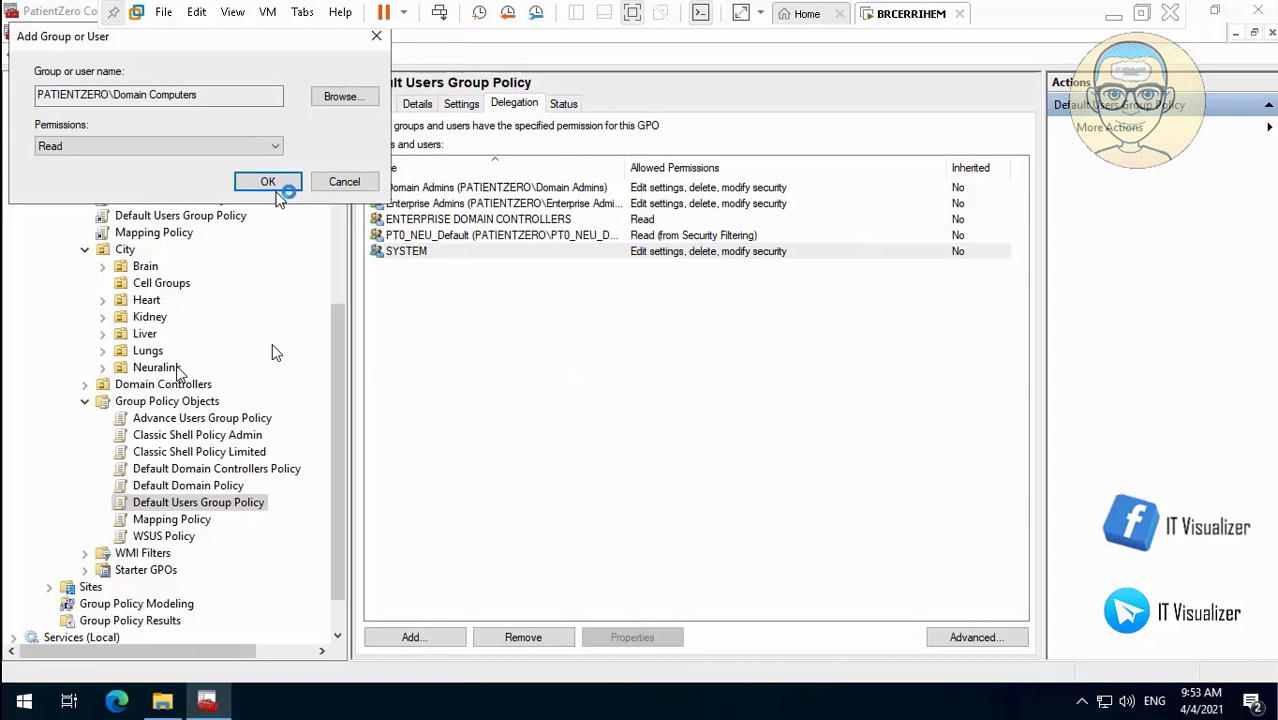 PatientZero Co
File Edit View VM Tabs Help
Home
BRCERRIHEM
Add Group or User
Group or user name:
PATIENTZERO\Domain Computers
Browse...
Permissions:
Read
OK
Cancel
Default Users Group Policy
Mapping Policy
City
Brain
Cell Groups
Heart
Kidney
Liver
Lungs
Neuralink
Domain Controllers
Group Policy Objects
Advance Users Group Policy
Classic Shell Policy Admin
Classic Shell Policy Limited
Default Domain Controllers Policy
Default Domain Policy
Default Users Group Policy
Mapping Policy
WSUS Policy
WMI Filters
Starter GPOs
Sites
Group Policy Modeling
Group Policy Results
Services (Local)
ult Users Group Policy
Details Settings Delegation Status
groups and users have the specified permission for this GPO
and users:
Allowed Permissions Inherited
Domain Admins (PATIENTZERO\Domain Admins) Edit settings, delete, modify security No
Enterprise Admins (PATIENTZERO\Enterprise Admi... Edit settings, delete, modify security No
ENTERPRISE DOMAIN CONTROLLERS Read No
PT0_NEU_Default (PATIENTZERO\PT0_NEU_D... Read (from Security Filtering) No
SYSTEM Edit settings, delete, modify security No
Add... Remove Properties Advanced...
Actions
Default Users Group Policy
More Actions
IT Visualizer
IT Visualizer
ENG
9:53 AM
4/4/2021
2